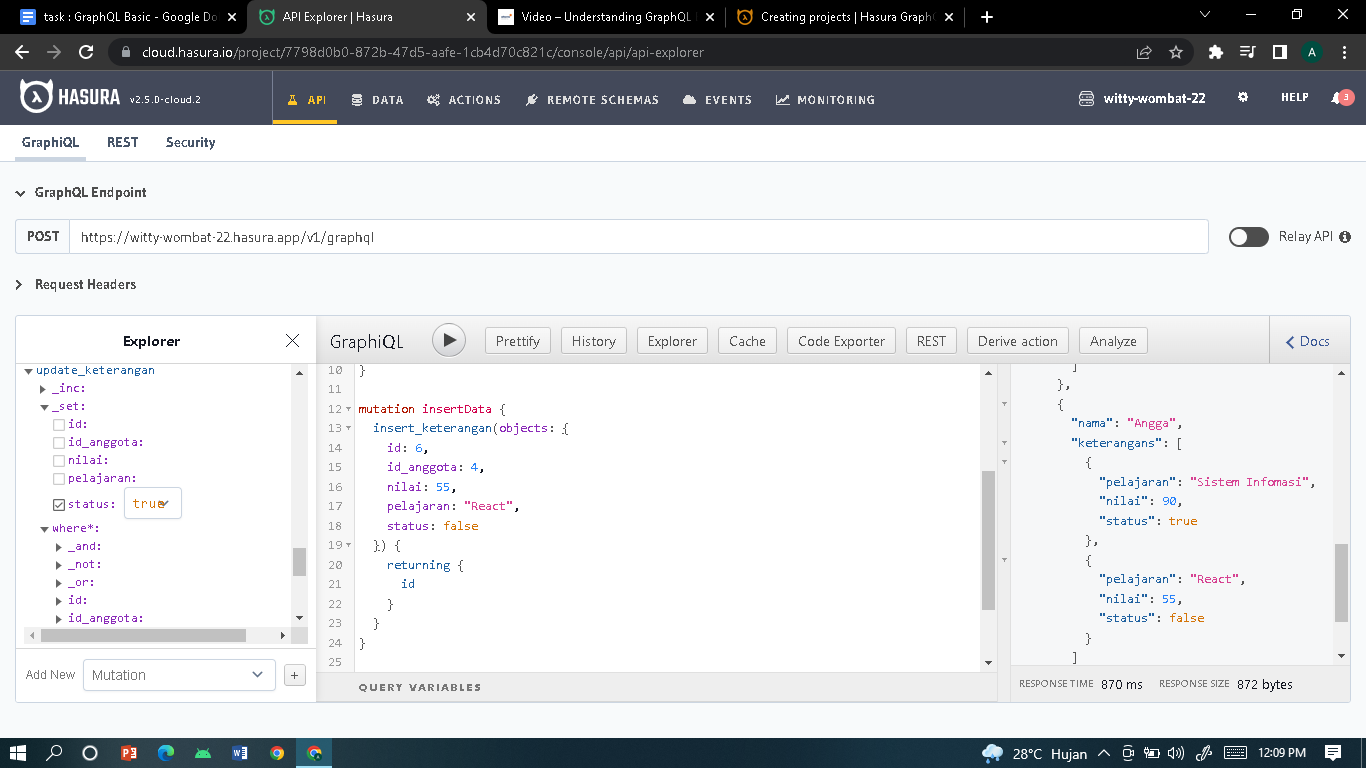 task : GraphQL Basic - Google Do
API Explorer | Hasura
Video – Understanding GraphQL
Creating projects | Hasura GraphQ
cloud.hasura.io/project/7798d0b0-872b-47d5-aafe-1cb4d70c821c/console/api/api-explorer
A
HASURA v2.5.0-cloud.2
API
DATA
ACTIONS
REMOTE SCHEMAS
EVENTS
MONITORING
witty-wombat-22
HELP
3
GraphiQL REST Security
GraphQL Endpoint
POST https://witty-wombat-22.hasura.app/v1/graphql
Relay API
Request Headers
Explorer
update_keterangan
_inc:
_set:
id:
id_anggota:
nilai:
pelajaran:
status: true
where*:
_and:
_not:
_or:
id:
id_anggota:
Add New Mutation +
GraphiQL
Prettify History Explorer Cache Code Exporter REST Derive action Analyze
Docs
10 }
11
12 mutation insertData {
13 insert_keterangan(objects: {
14 id: 6,
15 id_anggota: 4,
16 nilai: 55,
17 pelajaran: "React",
18 status: false
19 }) {
20 returning {
21 id
22 }
23 }
24 }
25
QUERY VARIABLES
]
},
{
"nama": "Angga",
"keterangans": [
{
"pelajaran": "Sistem Infomasi",
"nilai": 90,
"status": true
},
{
"pelajaran": "React",
"nilai": 55,
"status": false
}
]
RESPONSE TIME 870 ms RESPONSE SIZE 872 bytes
28°C Hujan
12:09 PM